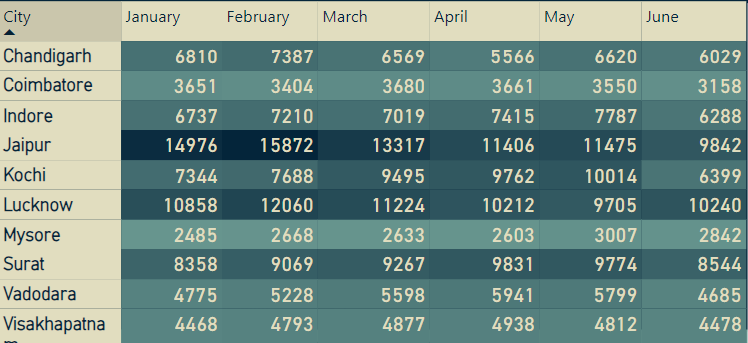 City January February March April May June
Chandigarh 6810 7387 6569 5566 6620 6029
Coimbatore 3651 3404 3680 3661 3550 3158
Indore 6737 7210 7019 7415 7787 6288
Jaipur 14976 15872 13317 11406 11475 9842
Kochi 7344 7688 9495 9762 10014 6399
Lucknow 10858 12060 11224 10212 9705 10240
Mysore 2485 2668 2633 2603 3007 2842
Surat 8358 9069 9267 9831 9774 8544
Vadodara 4775 5228 5598 5941 5799 4685
Visakhapatna 4468 4793 4877 4938 4812 4478
m